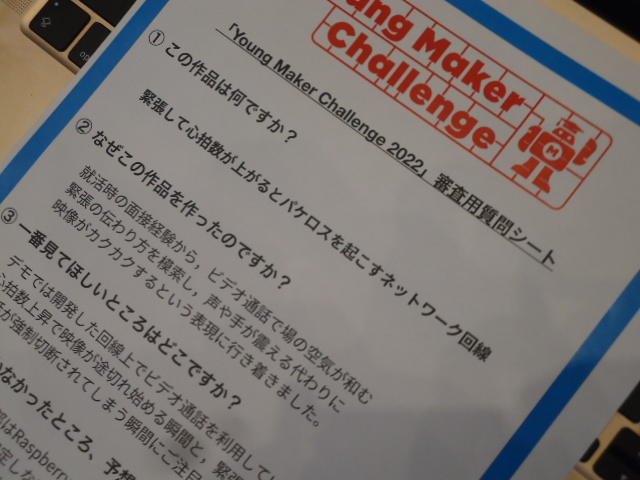 Young Maker
Challenge
「Young Maker Challenge 2022」審査用質問シート
① この作品は何ですか？
緊張して心拍数が上がるとパケロスを起こすネットワーク回線
② なぜこの作品を作ったのですか？
就活時の面接経験から，ビデオ通話で場の空気が和む
緊張の伝わり方を模索し，声や手が震える代わりに
映像がカクカクするという表現に行き着きました。
③ 一番見てほしいところはどこですか？
デモでは開発した回線上でビデオ通話を利用してい
心拍数上昇で映像が途切れ始める瞬間と，緊張
が強制切断されてしまう瞬間にご注目
なかったところ、予想
はRaspberry
定しな